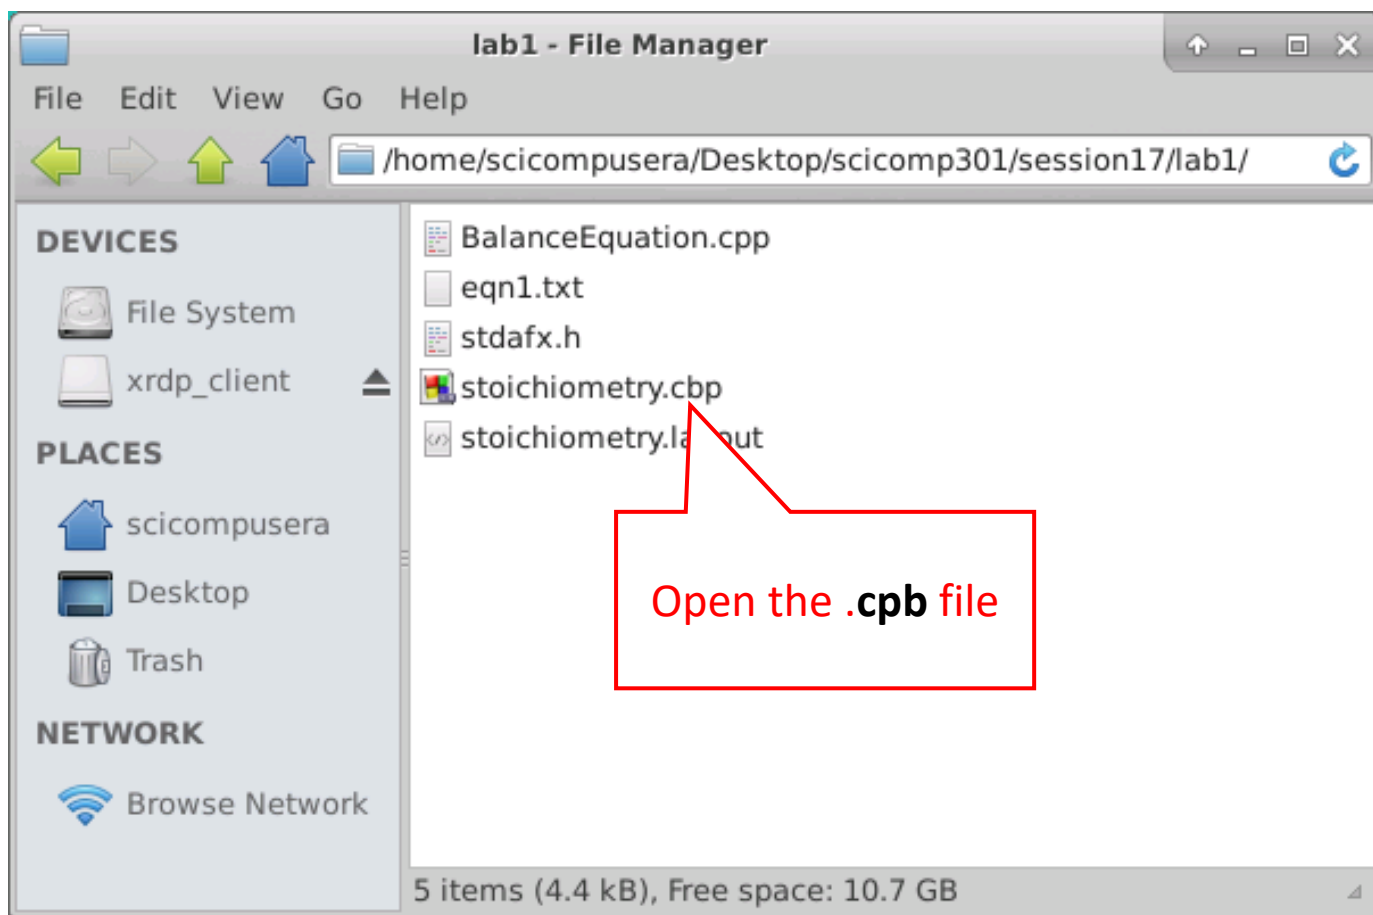 lab1 - File Manager
File Edit View Go Help
/home/scicompusera/Desktop/scicomp301/session17/lab1/
DEVICES
File System
xrdp_client
PLACES
scicompusera
Desktop
Trash
NETWORK
Browse Network
BalanceEquation.cpp
eqn1.txt
stdafx.h
stoichiometry.cbp
stoichiometry.layout
Open the .cpb file
5 items (4.4 kB), Free space: 10.7 GB